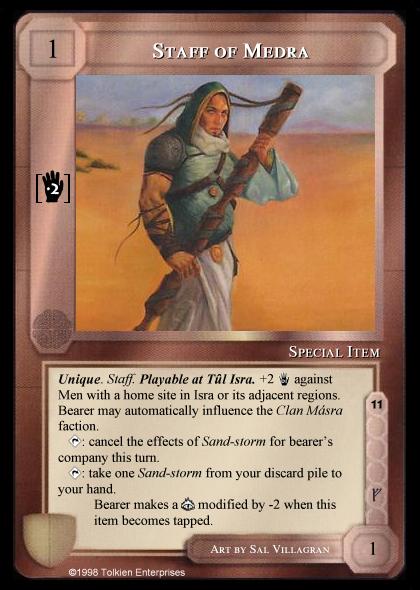 1
STAFF OF MEDRA
[2]
SPECIAL ITEM
Unique. Staff. Playable at Tûl Isra. +2 against
Men with a home site in Isra or its adjacent regions.
Bearer may automatically influence the Clan Másra
faction.
: cancel the effects of Sand-storm for bearer's
company this turn.
: take one Sand-storm from your discard pile to
your hand.
Bearer makes a modified by -2 when this
item becomes tapped.
11
ART BY SAL VILLAGRAN
1
©1998 Tolkien Enterprises